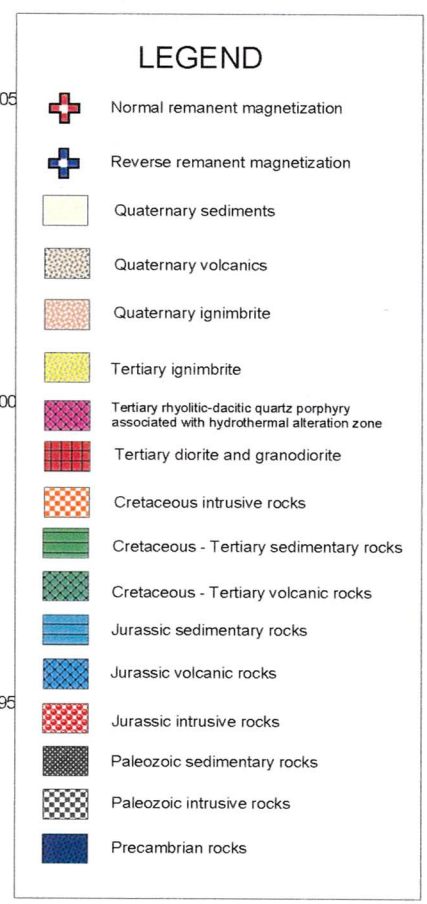 LEGEND
05
Normal remanent magnetization
Reverse remanent magnetization
Quaternary sediments
Quaternary volcanics
Quaternary ignimbrite
Tertiary ignimbrite
00
Tertiary rhyolitic-dacitic quartz porphyry
associated with hydrothermal alteration zone
Tertiary diorite and granodiorite
Cretaceous intrusive rocks
Cretaceous - Tertiary sedimentary rocks
Cretaceous - Tertiary volcanic rocks
Jurassic sedimentary rocks
Jurassic volcanic rocks
95
Jurassic intrusive rocks
Paleozoic sedimentary rocks
Paleozoic intrusive rocks
Precambrian rocks